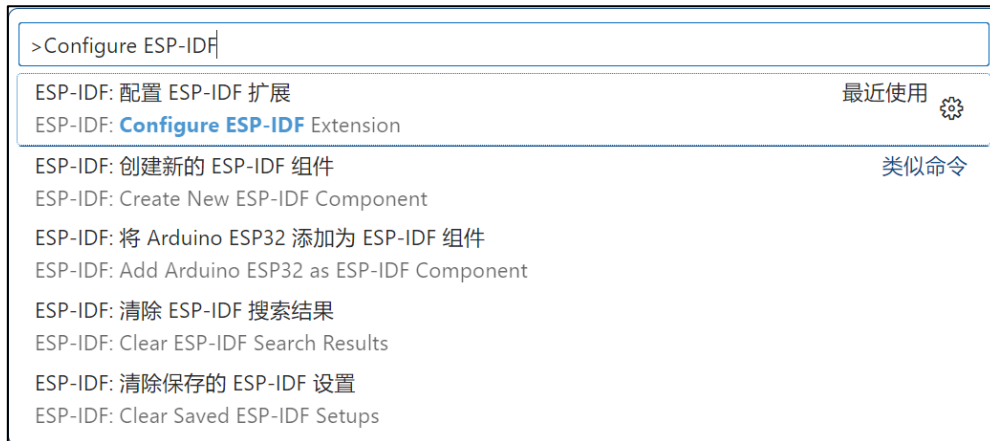 >Configure ESP-IDF
ESP-IDF: 配置 ESP-IDF 扩展 最近使用
ESP-IDF: Configure ESP-IDF Extension
ESP-IDF: 创建新的 ESP-IDF 组件 类似命令
ESP-IDF: Create New ESP-IDF Component
ESP-IDF: 将 Arduino ESP32 添加为 ESP-IDF 组件
ESP-IDF: Add Arduino ESP32 as ESP-IDF Component
ESP-IDF: 清除 ESP-IDF 搜索结果
ESP-IDF: Clear ESP-IDF Search Results
ESP-IDF: 清除保存的 ESP-IDF 设置
ESP-IDF: Clear Saved ESP-IDF Setups